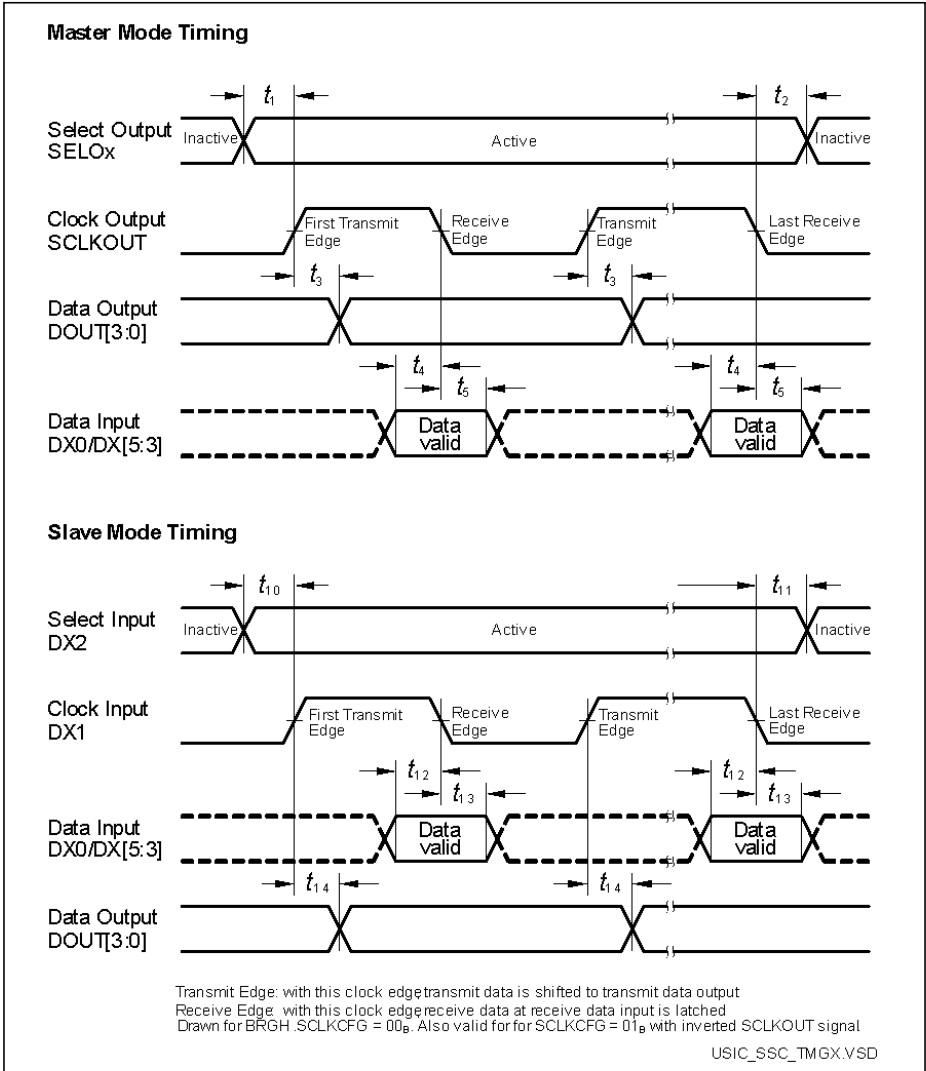 Master Mode Timing
t1
t2
Select Output
SELOx
Inactive
Active
Inactive
Clock Output
SCLKOUT
First Transmit
Edge
Receive
Edge
Transmit
Edge
Last Receive
Edge
t3
t3
Data Output
DOUT[3:0]
t4
t5
t4
t5
Data Input
DX0/DX[5:3]
Data
valid
Data
valid
Slave Mode Timing
t10
t11
Select Input
DX2
Inactive
Active
Inactive
Clock Input
DX1
First Transmit
Edge
Receive
Edge
Transmit
Edge
Last Receive
Edge
t12
t13
t12
t13
Data Input
DX0/DX[5:3]
Data
valid
Data
valid
t14
t14
Data Output
DOUT[3:0]
Transmit Edge: with this clock edge, transmit data is shifted to transmit data output
Receive Edge: with this clock edge, receive data at receive data input is latched
Drawn for BRGH .SCLKCFG = 00B. Also valid for for SCLKCFG = 01B with inverted SCLKOUT signal
USIC_SSC_TMGX.VSD